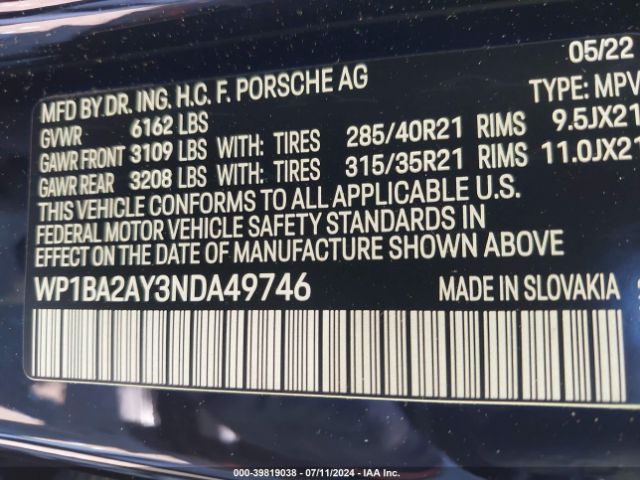 05/22
MFD BY DR. ING. H.C. F. PORSCHE AG TYPE: MPV
GVWR 6162 LBS
GAWR FRONT 3109 LBS WITH: TIRES 285/40R21 RIMS 9.5JX21
GAWR REAR 3208 LBS WITH: TIRES 315/35R21 RIMS 11.0JX21
THIS VEHICLE CONFORMS TO ALL APPLICABLE U.S.
FEDERAL MOTOR VEHICLE SAFETY STANDARDS IN
EFFECT ON THE DATE OF MANUFACTURE SHOWN ABOVE
WP1BA2AY3NDA49746 MADE IN SLOVAKIA
000-39819038 - 07/11/2024 - IAA Inc.